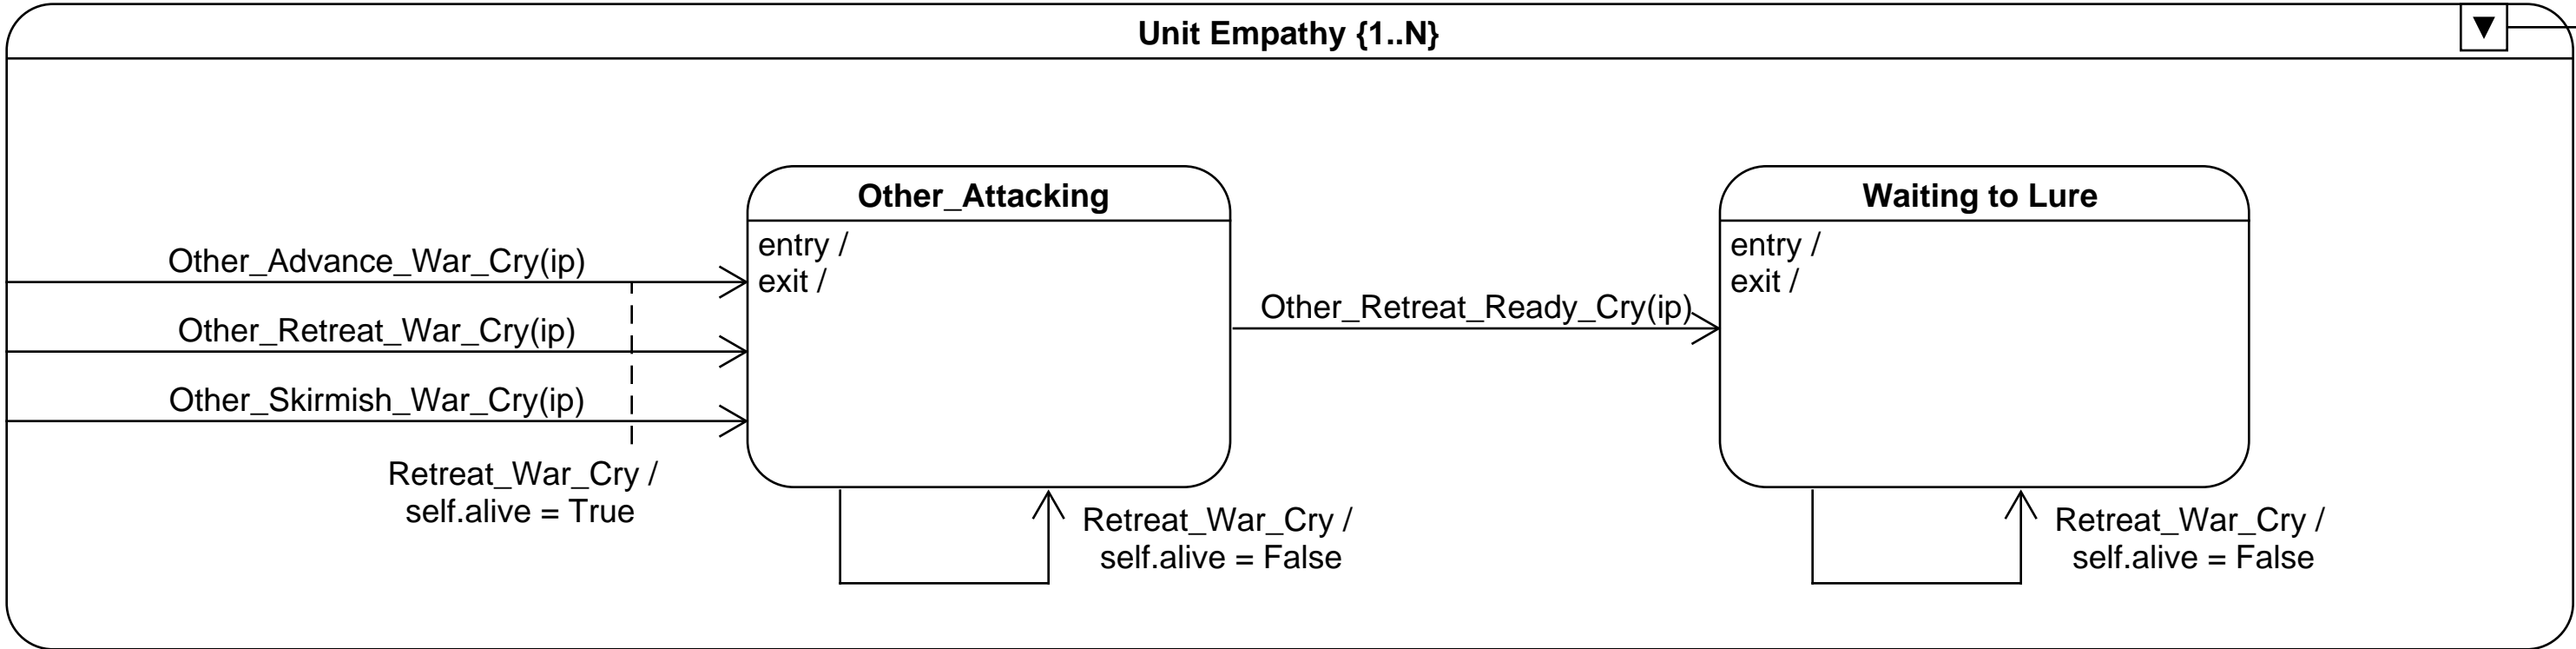 Unit Empathy {1..N}
▼
Other_Attacking
entry /
exit /
Waiting to Lure
entry /
exit /
Other_Advance_War_Cry(ip)
Other_Retreat_War_Cry(ip)
Other_Skirmish_War_Cry(ip)
Retreat_War_Cry /
self.alive = True
Other_Retreat_Ready_Cry(ip)
Retreat_War_Cry /
self.alive = False
Retreat_War_Cry /
self.alive = False